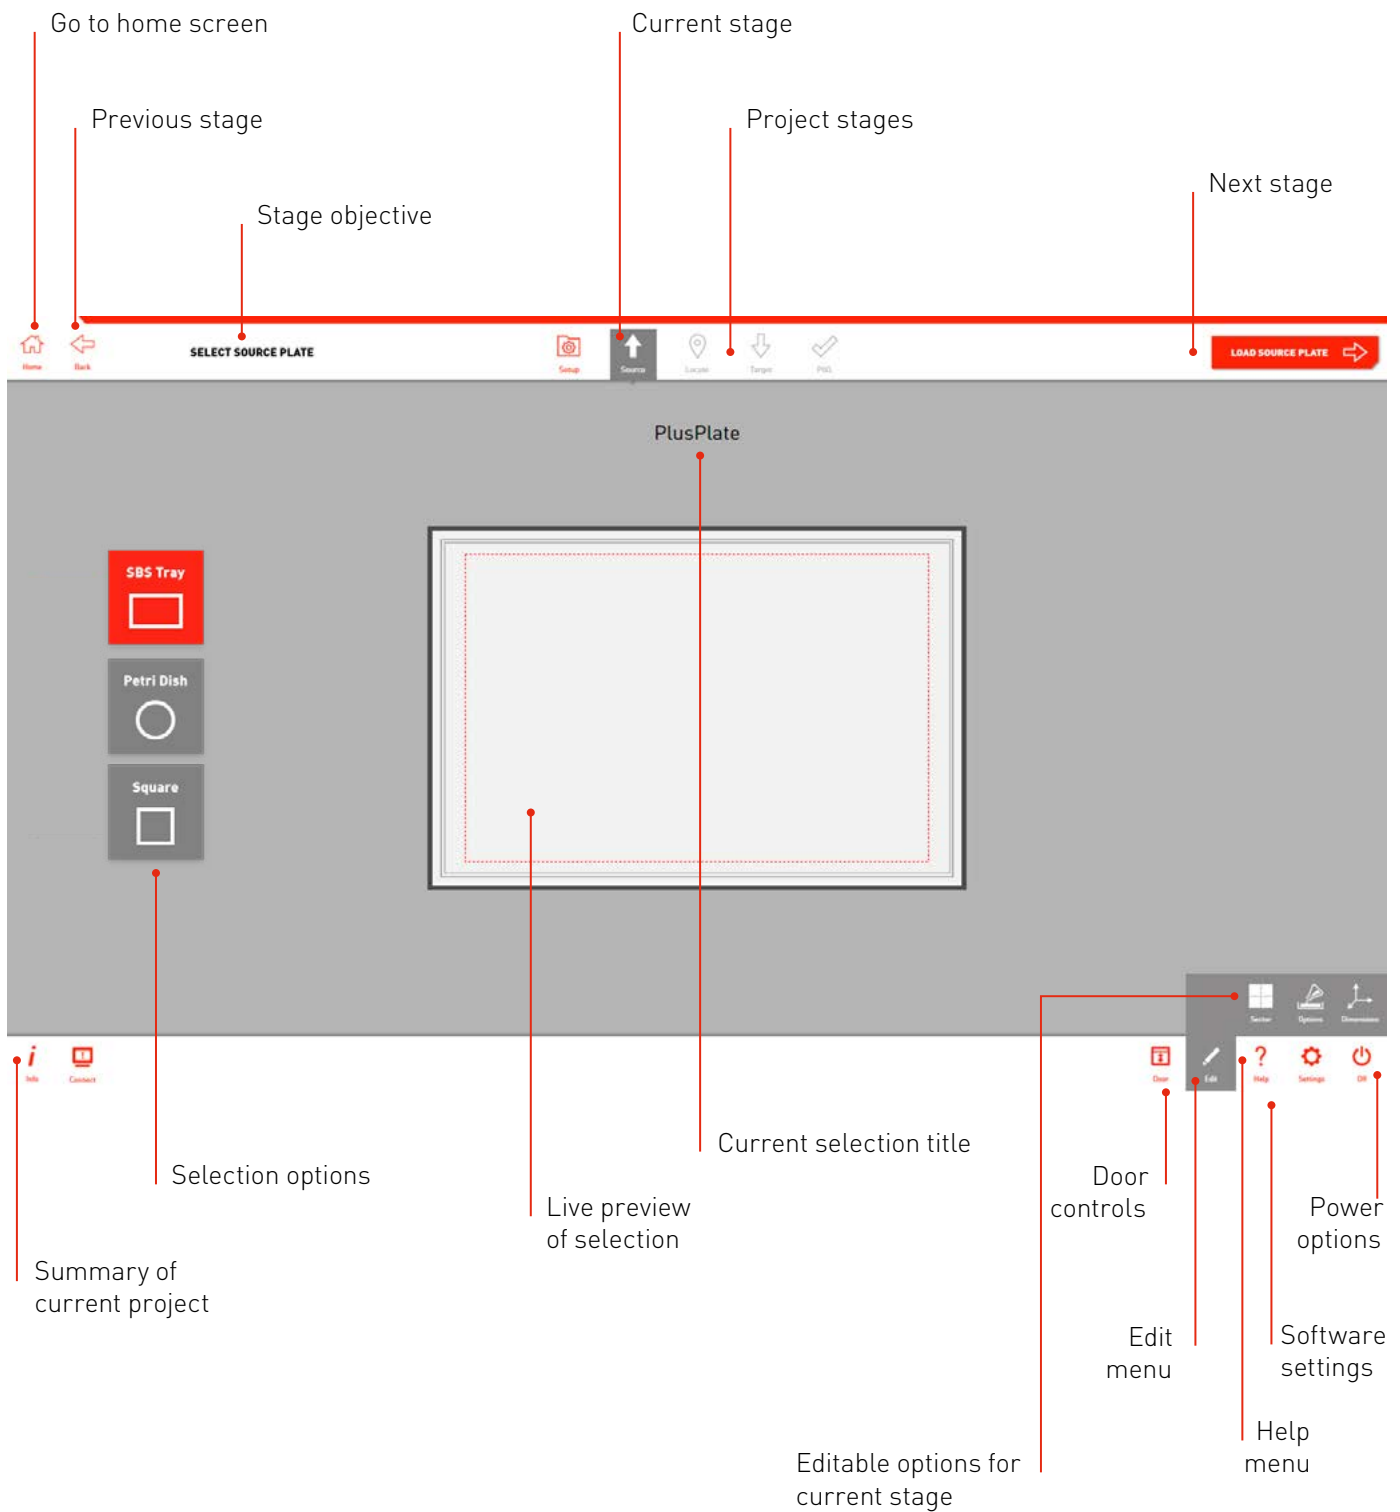 Go to home screen
Current stage
Previous stage
Project stages
Next stage
Stage objective
Home
Back
SELECT SOURCE PLATE
Setup
Source
Locate
Target
LOAD SOURCE PLATE
PlusPlate
SBS Tray
Petri Dish
Square
Sector
Options
Dimensions
Info
Connect
Door
Edit
Help
Settings
Off
Current selection title
Selection options
Door
controls
Live preview
of selection
Power
options
Summary of
current project
Edit
menu
Software
settings
Help
menu
Editable options for
current stage